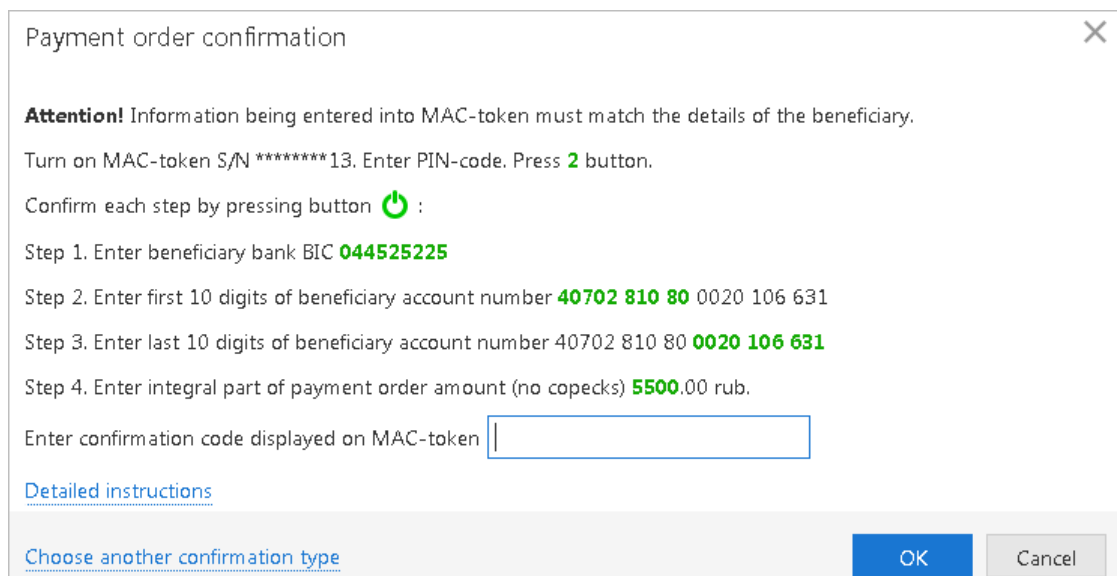 Payment order confirmation
Attention! Information being entered into MAC-token must match the details of the beneficiary.
Turn on MAC-token S/N ********13. Enter PIN-code. Press 2 button.
Confirm each step by pressing button :
Step 1. Enter beneficiary bank BIC 044525225
Step 2. Enter first 10 digits of beneficiary account number 40702 810 80 0020 106 631
Step 3. Enter last 10 digits of beneficiary account number 40702 810 80 0020 106 631
Step 4. Enter integral part of payment order amount (no copecks) 5500.00 rub.
Enter confirmation code displayed on MAC-token
Detailed instructions
Choose another confirmation type
OK
Cancel